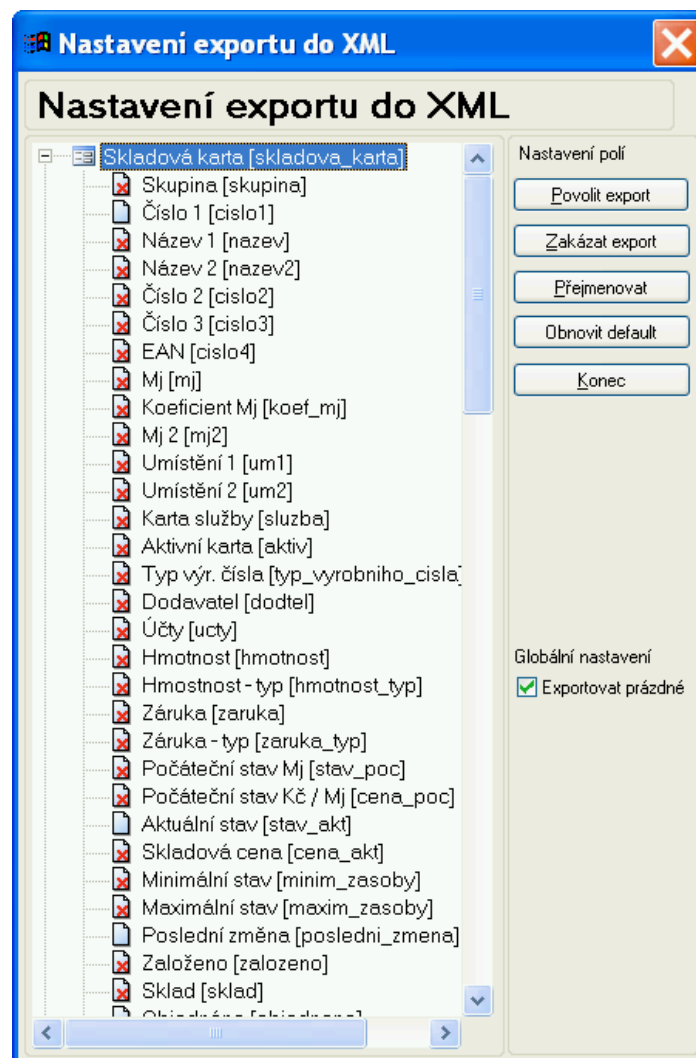 Nastavení exportu do XML
Nastavení exportu do XML
Skladová karta [skladova_karta]
Skupina [skupina]
Číslo 1 [cislo1]
Název 1 [nazev]
Název 2 [nazev2]
Číslo 2 [cislo2]
Číslo 3 [cislo3]
EAN [cislo4]
Mj [mj]
Koeficient Mj [koef_mj]
Mj 2 [mj2]
Umístění 1 [um1]
Umístění 2 [um2]
Karta služby [sluzba]
Aktivní karta [aktiv]
Typ výr. čísla [typ_vyrobniho_cisla]
Dodavatel [dodtel]
Účty [ucty]
Hmotnost [hmotnost]
Hmostnost - typ [hmotnost_typ]
Záruka [zaruka]
Záruka - typ [zaruka_typ]
Počáteční stav Mj [stav_poc]
Počáteční stav Kč / Mj [cena_poc]
Aktuální stav [stav_akt]
Skladová cena [cena_akt]
Minimální stav [minim_zasoby]
Maximální stav [maxim_zasoby]
Poslední změna [posledni_zmena]
Založeno [zalozeno]
Sklad [sklad]
Nastavení polí
Povolit export
Zakázat export
Přejmenovat
Obnovit default
Konec
Globální nastavení
Exportovat prázdné